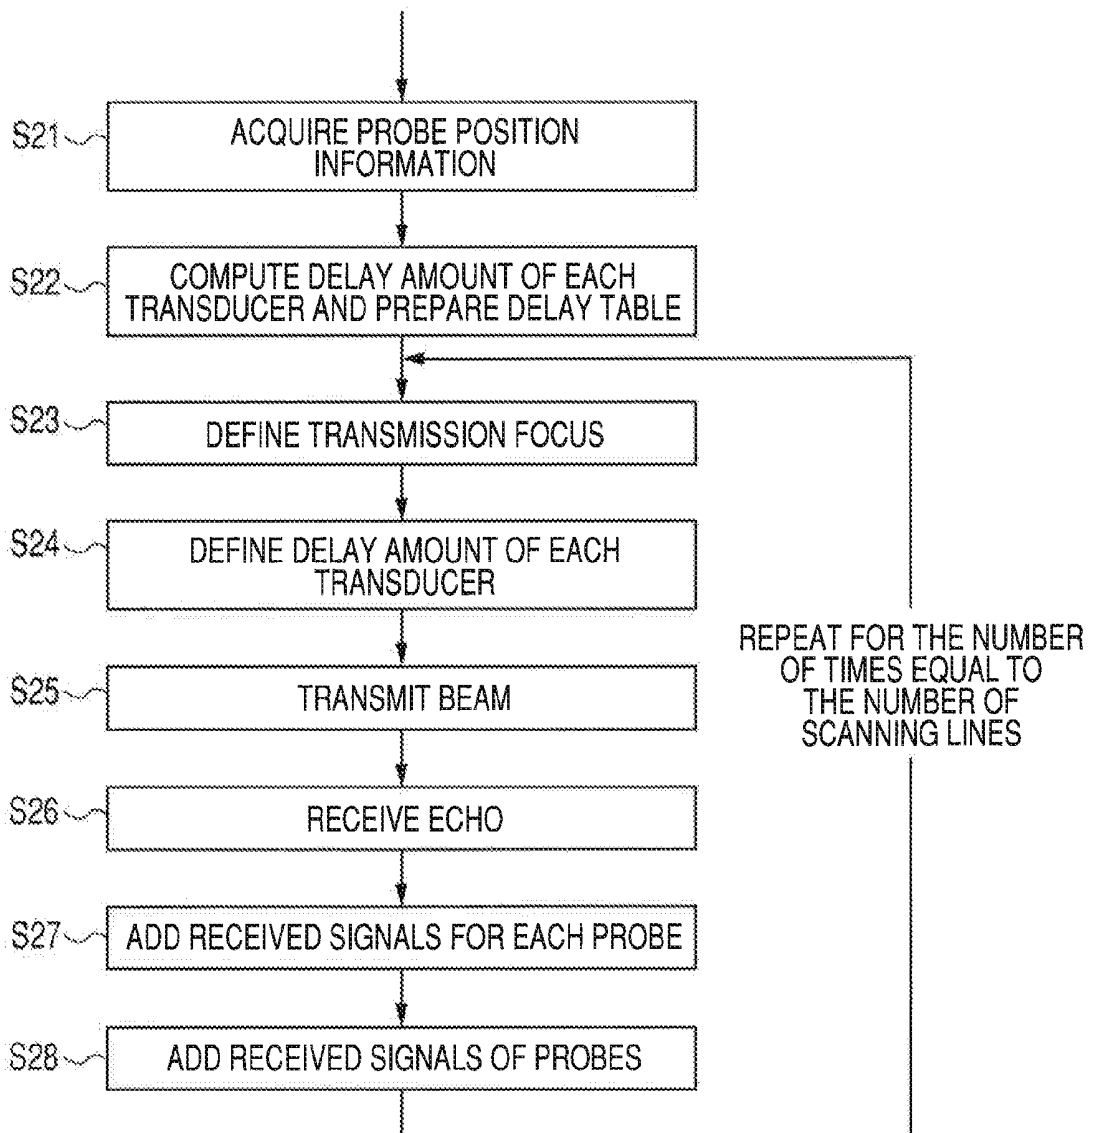 S21
ACQUIRE PROBE POSITION
INFORMATION
S22
COMPUTE DELAY AMOUNT OF EACH
TRANSDUCER AND PREPARE DELAY TABLE
S23
DEFINE TRANSMISSION FOCUS
S24
DEFINE DELAY AMOUNT OF EACH
TRANSDUCER
S25
TRANSMIT BEAM
S26
RECEIVE ECHO
S27
ADD RECEIVED SIGNALS FOR EACH PROBE
S28
ADD RECEIVED SIGNALS OF PROBES
REPEAT FOR THE NUMBER
OF TIMES EQUAL TO
THE NUMBER OF
SCANNING LINES